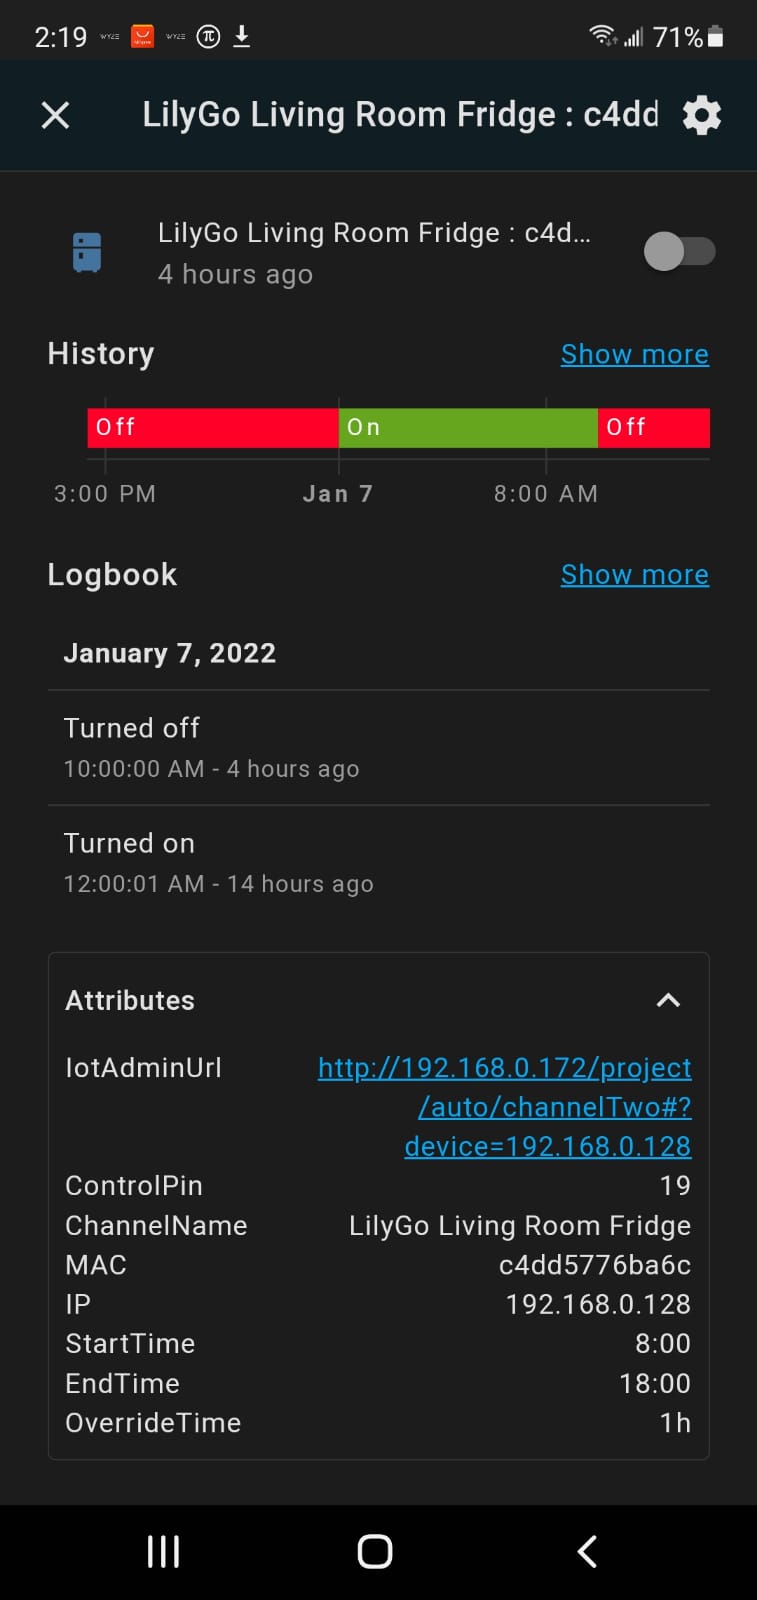 2:19
71%
LilyGo Living Room Fridge : c4dd
LilyGo Living Room Fridge : c4d...
4 hours ago
History
Show more
Off
On
Off
3:00 PM
Jan 7
8:00 AM
Logbook
Show more
January 7, 2022
Turned off
10:00:00 AM - 4 hours ago
Turned on
12:00:01 AM - 14 hours ago
Attributes
IotAdminUrl http://192.168.0.172/project
/auto/channelTwo#?
device=192.168.0.128
ControlPin 19
ChannelName LilyGo Living Room Fridge
MAC c4dd5776ba6c
IP 192.168.0.128
StartTime 8:00
EndTime 18:00
OverrideTime 1h